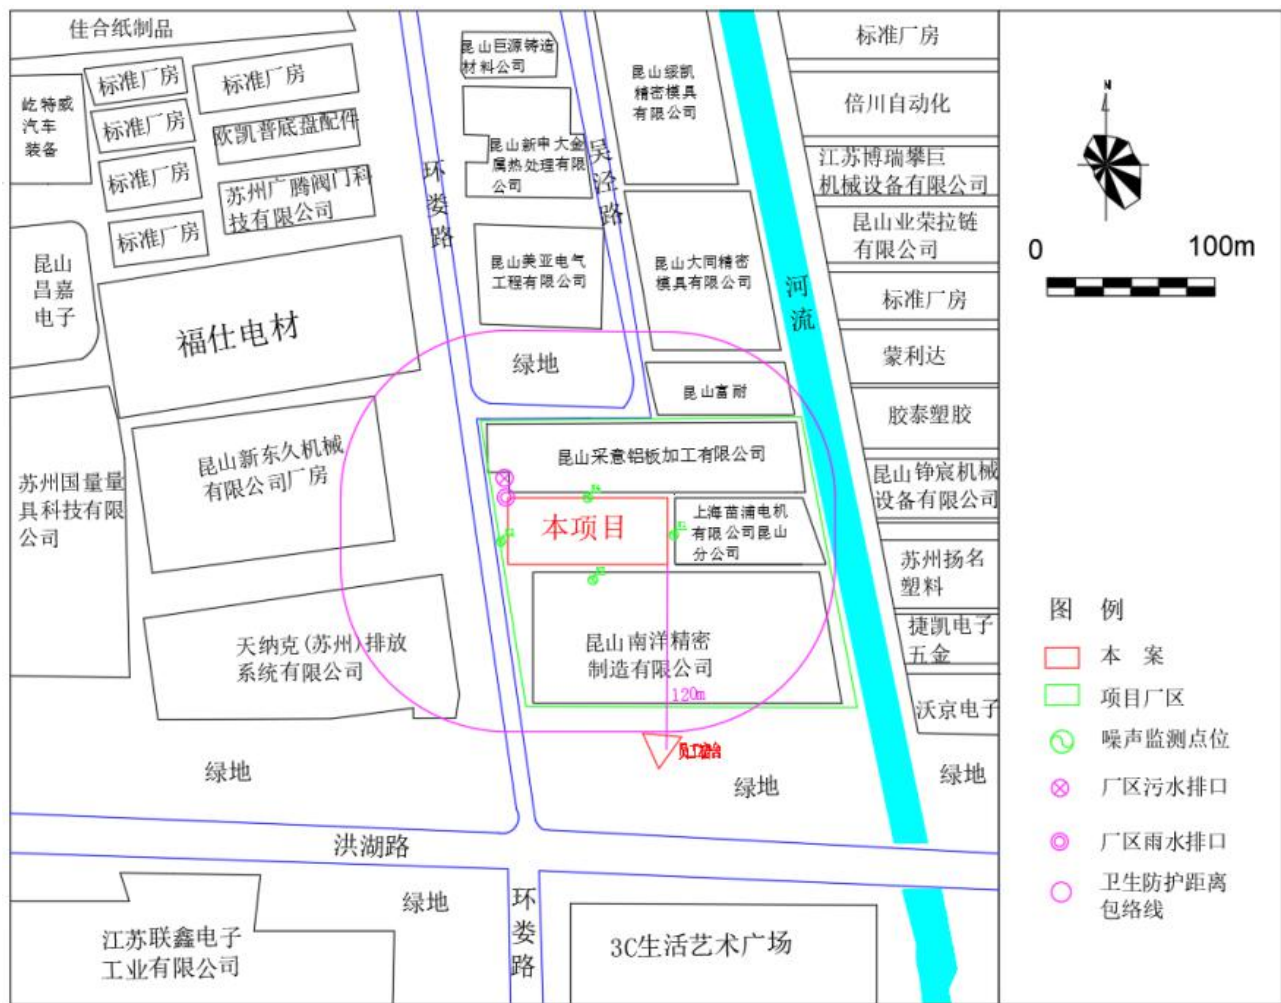 佳合纸制品
标准厂房
标准厂房
标准厂房
标准厂房
标准厂房
标准厂房
欧凯普底盘配件
苏州广腾阀门科
技有限公司
屹特威
汽车
装备
昆山
昌嘉
电子
福仕电材
昆山新东久机械
有限公司厂房
苏州国量量
具科技有限
公司
天纳克(苏州)排放
系统有限公司
绿地
环娄路
昆山巨源铸造
材料公司
昆山新申大金
属热处理有限
公司
昆山美亚电气
工程有限公司
吴泾路
昆山绥凯
精密模具
有限公司
昆山大同精密
模具有限公司
昆山富耐
绿地
河流
昆山采意铝板加工有限公司
本项目
上海苗浦电机
有限公司昆山
分公司
昆山南洋精密
制造有限公司
120m
绿地
标准厂房
倍川自动化
江苏博瑞攀巨
机械设备有限公司
昆山业荣拉链
有限公司
标准厂房
蒙利达
胶泰塑胶
昆山铮宸机械
设备有限公司
苏州扬名
塑料
捷凯电子
五金
沃京电子
绿地
洪湖路
绿地
环娄路
江苏联鑫电子
工业有限公司
3C生活艺术广场
N
0
100m
图 例
本 案
项目厂区
噪声监测点位
厂区污水排口
厂区雨水排口
卫生防护距离
包络线